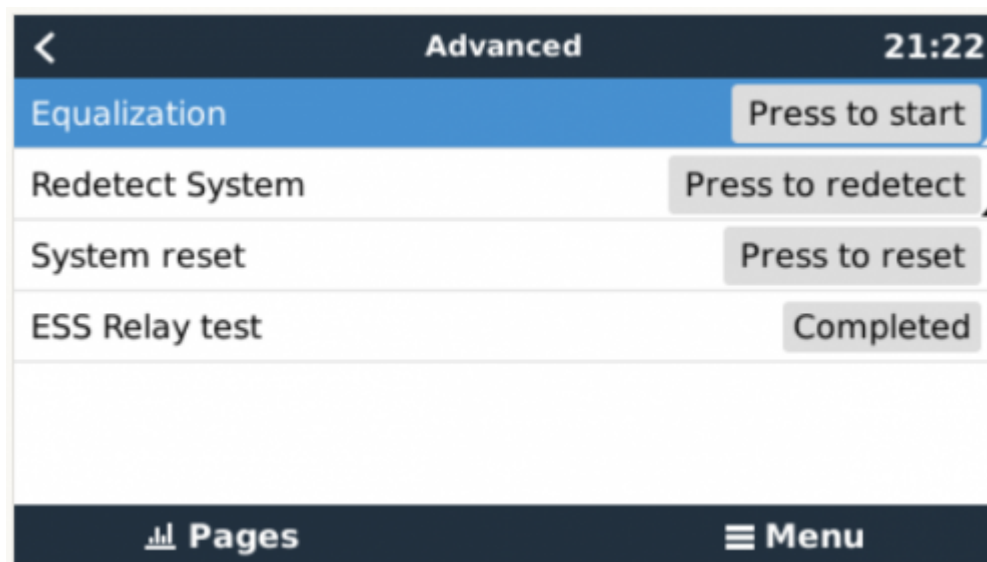 Advanced 21:22
Equalization Press to start
Redetect System Press to redetect
System reset Press to reset
ESS Relay test Completed
Pages Menu